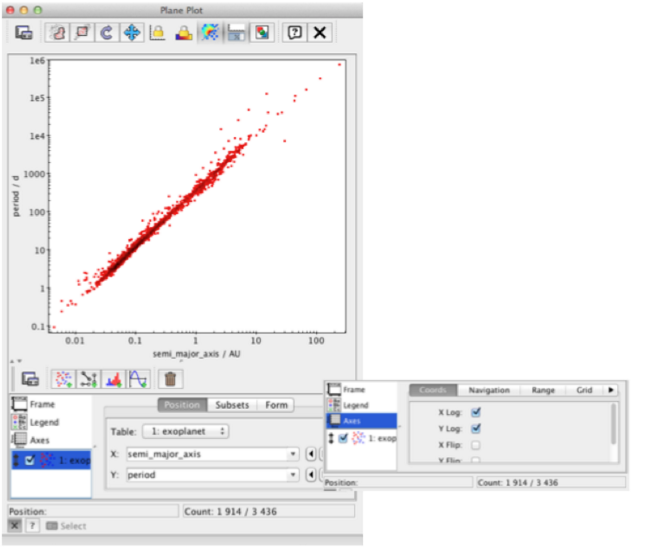 Plane Plot
1e6
1e5
1e4
1000
100
10
1
0.1
period / d
0.01 0.1 1 10 100
semi_major_axis / AU
Frame
Legend
Axes
1: exop
Position Subsets Form
Table: 1: exoplanet
X: semi_major_axis
Y: period
Position: Count: 1 914 / 3 436
Select
Frame
Legend
Axes
1: exop
Coords Navigation Range Grid
X Log:
Y Log:
X Flip:
Y Flip:
Position: Count: 1 914 / 3 436